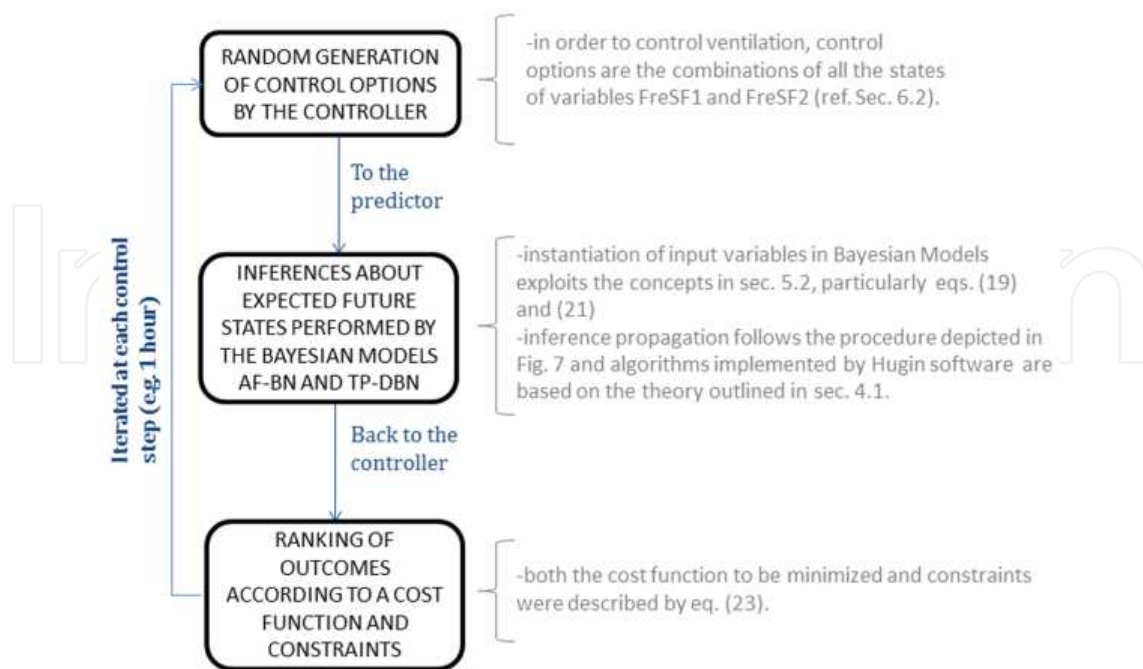 RANDOM GENERATION
OF CONTROL OPTIONS
BY THE CONTROLLER
-in order to control ventilation, control
options are the combinations of all the states
of variables FreSF1 and FreSF2 (ref. Sec. 6.2).
To the
predictor
Iterated at each control
step (e.g. 1 hour)
INFERENCES ABOUT
EXPECTED FUTURE
STATES PERFORMED BY
THE BAYESIAN MODELS
AF-BN AND TP-DBN
-instantiation of input variables in Bayesian Models
exploits the concepts in sec. 5.2, particularly eqs. (19)
and (21)
-inference propagation follows the procedure depicted in
Fig. 7 and algorithms implemented by Hugin software are
based on the theory outlined in sec. 4.1.
Back to the
controller
RANKING OF
OUTCOMES
ACCORDING TO A COST
FUNCTION AND
CONSTRAINTS
-both the cost function to be minimized and constraints
were described by eq. (23).